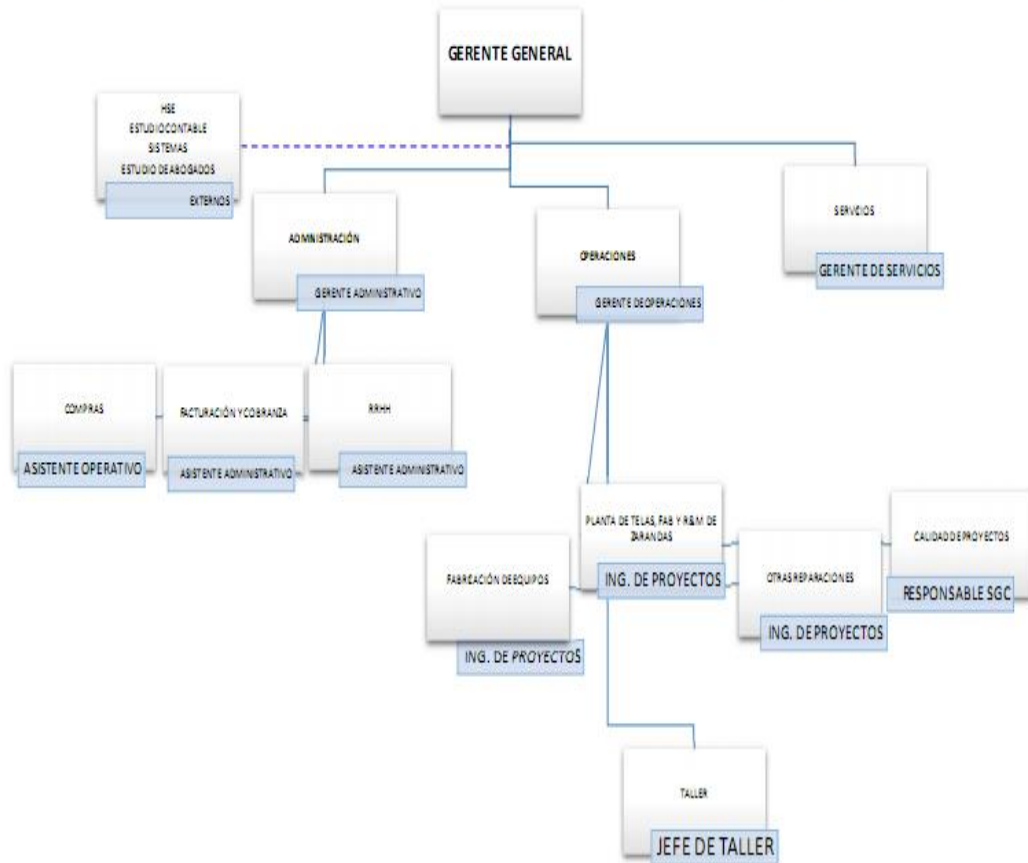 GERENTE GENERAL
HSE
ESTUDIO CONTABLE
SISTEMAS
ESTUDIO DE ABOGADOS
EXTERNOS
ADMINISTRACIÓN
GERENTE ADMINISTRATIVO
OPERACIONES
GERENTE DE OPERACIONES
SERVICIOS
GERENTE DE SERVICIOS
COMPRAS
ASISTENTE OPERATIVO
FACTURACIÓN Y COBRANZA
ASISTENTE ADMINISTRATIVO
RRHH
ASISTENTE ADMINISTRATIVO
FABRICACIÓN DE EQUIPOS
ING. DE PROYECTOS
PLANTA DE TELAS, FAB Y R&M DE
ZARANDAS
ING. DE PROYECTOS
OTRAS REPARACIONES
ING. DE PROYECTOS
CALIDAD DE PROYECTOS
RESPONSABLE SGC
TALLER
JEFE DE TALLER